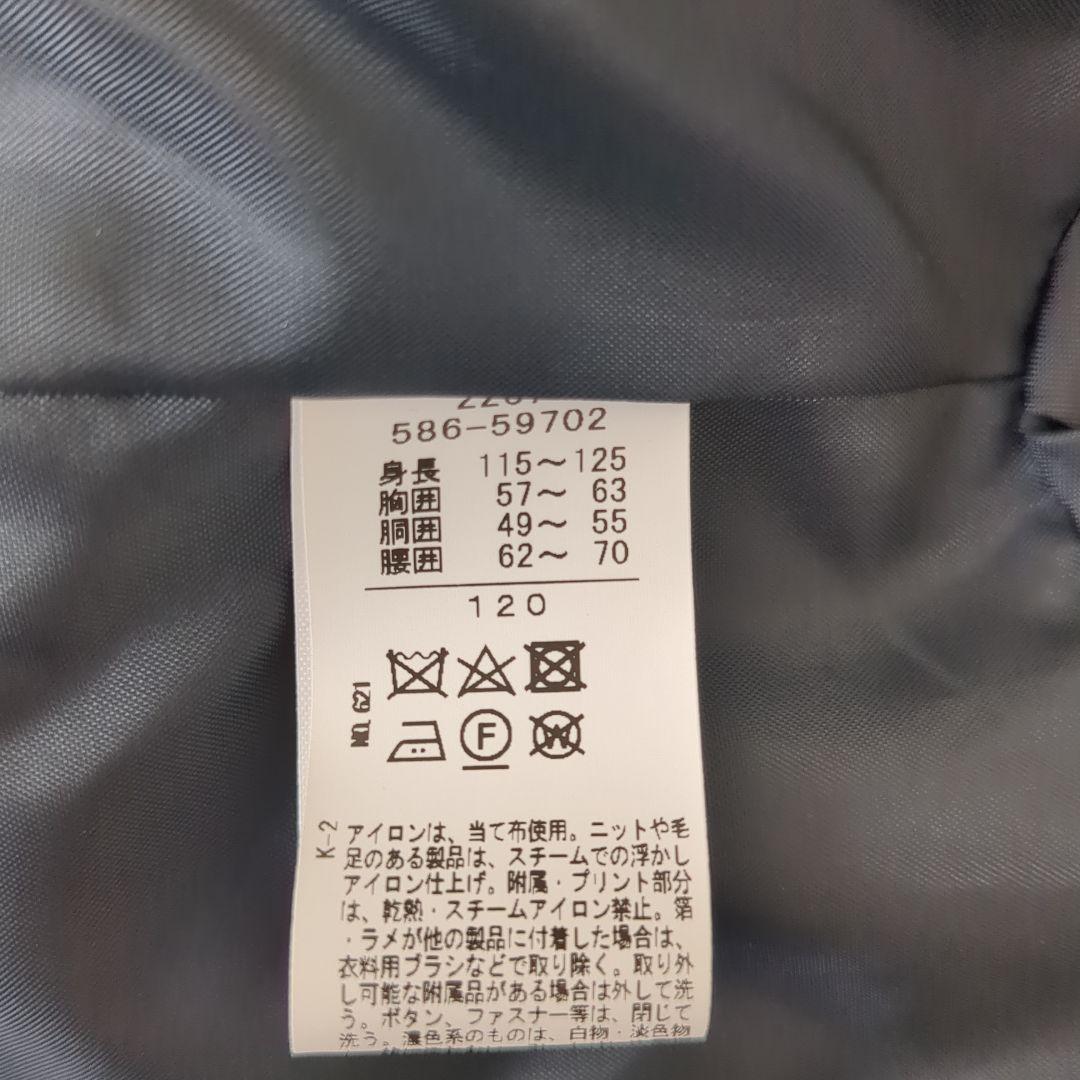 586-59702
身長 115～125
胸囲 57～ 63
胴囲 49～ 55
腰囲 62～ 70
120
NO. 621
F
W
K-2
アイロンは、当て布使用。ニットや毛
足のある製品は、スチームでの浮かし
アイロン仕上げ。附属・プリント部分
は、乾熱・スチームアイロン禁止。箔
・ラメが他の製品に付着した場合は、
衣料用ブラシなどで取り除く。取り外
し可能な附属品がある場合は外して洗
う。ボタン、ファスナー等は、閉じて
洗う。濃色系のものは、白物・淡色物